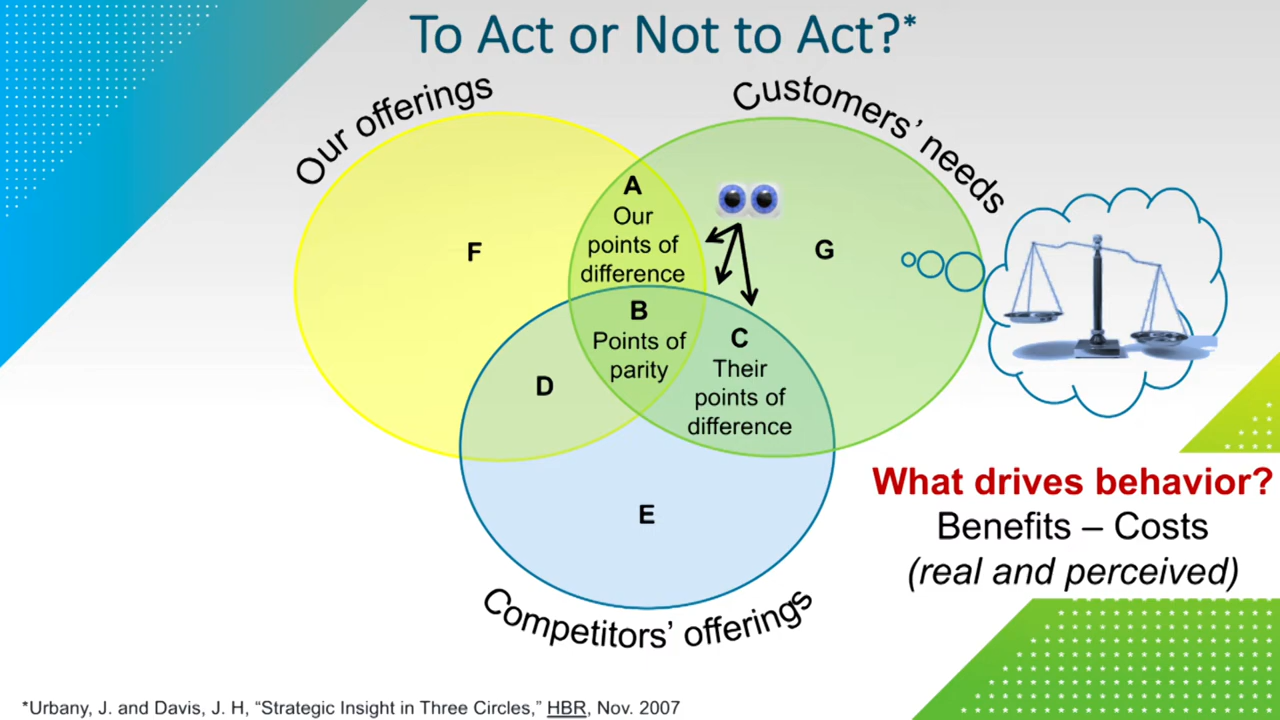 To Act or Not to Act?*
Our offerings
Customers’ needs
A
Our
points of
difference
F
G
B
Points of
parity
C
Their
points of
difference
D
E
Competitors’ offerings
What drives behavior?
Benefits – Costs
(real and perceived)
*Urbany, J. and Davis, J. H, “Strategic Insight in Three Circles,” HBR, Nov. 2007